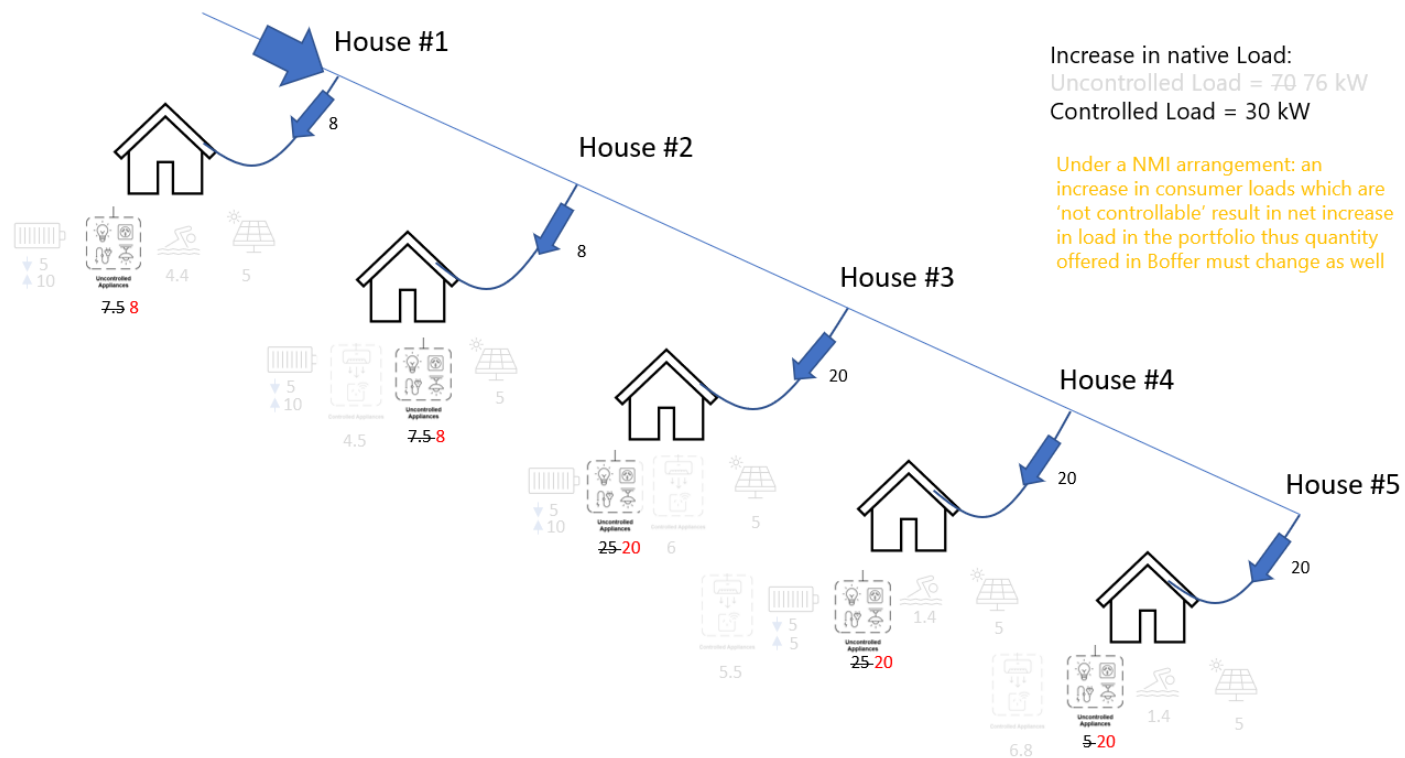 House #1
Increase in native Load:
Uncontrolled Load = 70 76 kW
Controlled Load = 30 kW
8
House #2
Under a NMI arrangement: an
increase in consumer loads which are
‘not controllable’ result in net increase
in load in the portfolio thus quantity
offered in Boffer must change as well
5
10
Uncontrolled
Appliances
7.5 8
4.4
5
8
House #3
5
10
Controlled Appliances
4.5
Uncontrolled
Appliances
7.5 8
5
20
House #4
5
10
Uncontrolled
Appliances
25 20
Controlled Appliances
6
5
20
House #5
Controlled Appliances
5.5
5
5
Uncontrolled
Appliances
25 20
1.4
5
20
Controlled Appliances
6.8
Uncontrolled
Appliances
5 20
1.4
5